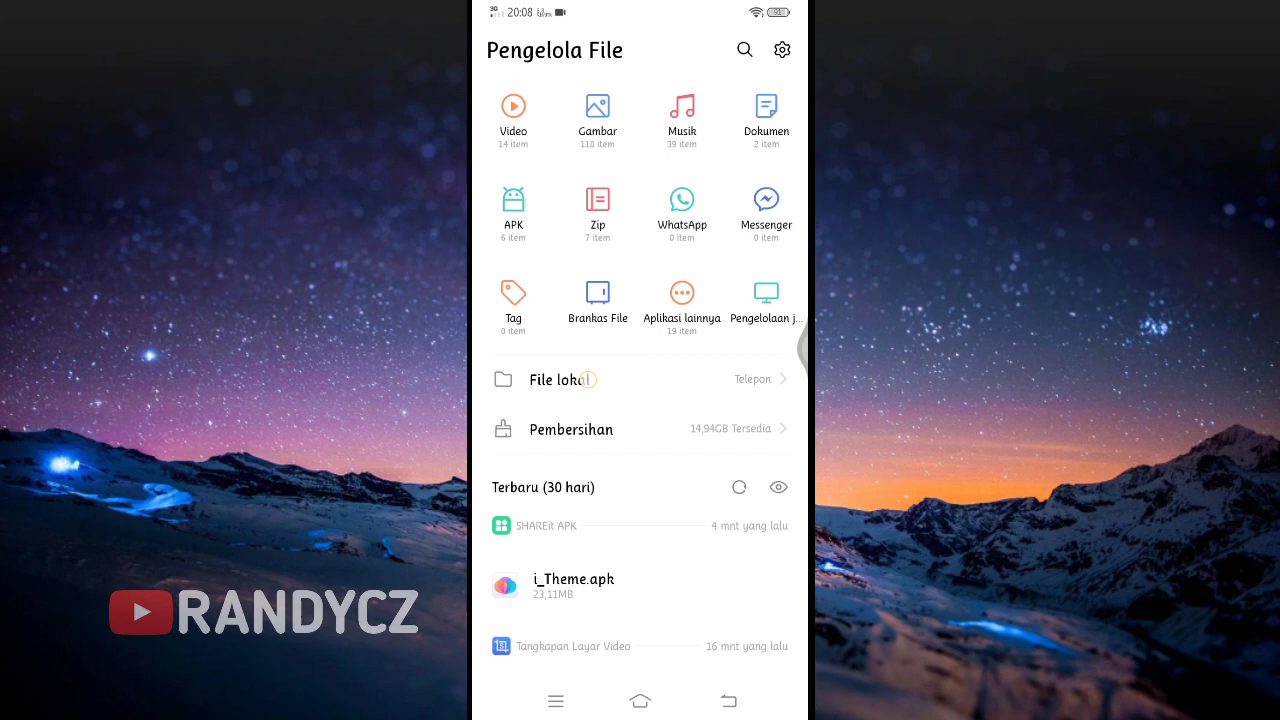 3G 20:08 91
Pengelola File
Video Gambar Musik Dokumen
14 item 118 item 39 item 2 item
APK Zip WhatsApp Messenger
6 item 7 item 0 item 0 item
Tag Brankas File Aplikasi lainnya Pengelolaan j...
0 item 19 item
File lokal Telepon
Pembersihan 14,94GB Tersedia
Terbaru (30 hari)
SHAREit APK 4 mnt yang lalu
i_Theme.apk
23,11MB
Tangkapan Layar Video 16 mnt yang lalu
RANDYCZ